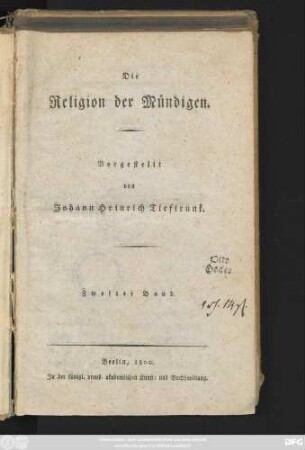 Die
Religion der Mündigen.
Vorgestellt
von
Johann Heinrich Tieftrunk.
Zweiter Band.
Berlin, 1800.
In der königl. preuß. akademischen Kunst- und Buchhandlung.